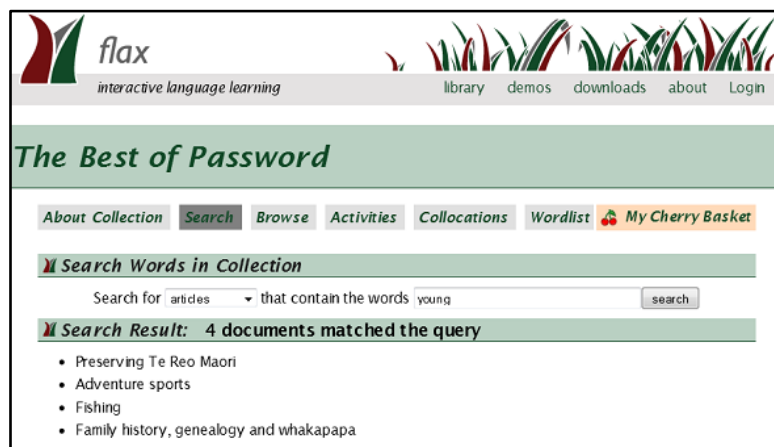 flax
interactive language learning
library demos downloads about Login
The Best of Password
About Collection Search Browse Activities Collocations Wordlist My Cherry Basket
Search Words in Collection
Search for articles that contain the words young search
Search Result: 4 documents matched the query
• Preserving Te Reo Maori
• Adventure sports
• Fishing
• Family history, genealogy and whakapapa